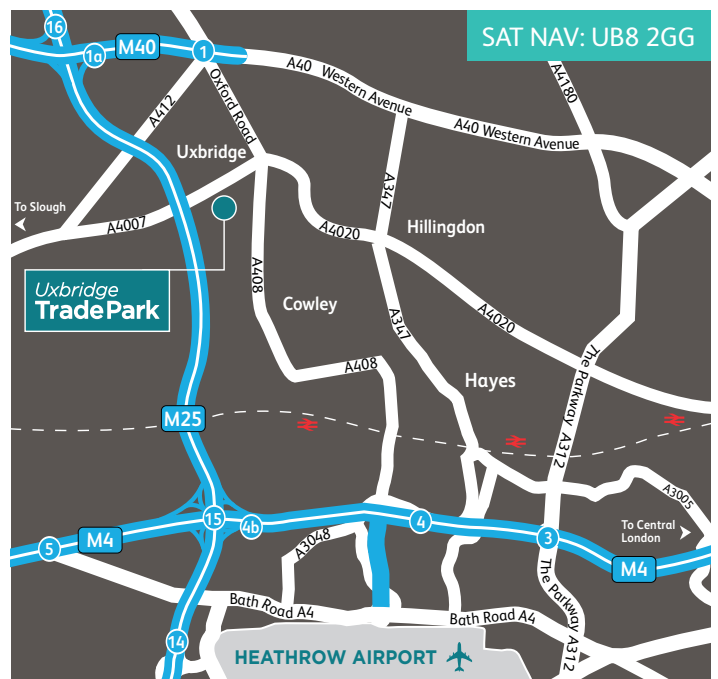 SAT NAV: UB8 2GG
16
1a
M40
1
A40 Western Avenue
A4180
A412
Oxford Road
A40 Western Avenue
Uxbridge
A347
To Slough
A4007
A4020
Hillingdon
Uxbridge
TradePark
A408
Cowley
A347
A4020
A408
Hayes
The Parkway A312
M25
A3005
15
4b
4
3
To Central
London
5
M4
A3048
M4
The Parkway A312
Bath Road A4
Bath Road A4
14
HEATHROW AIRPORT